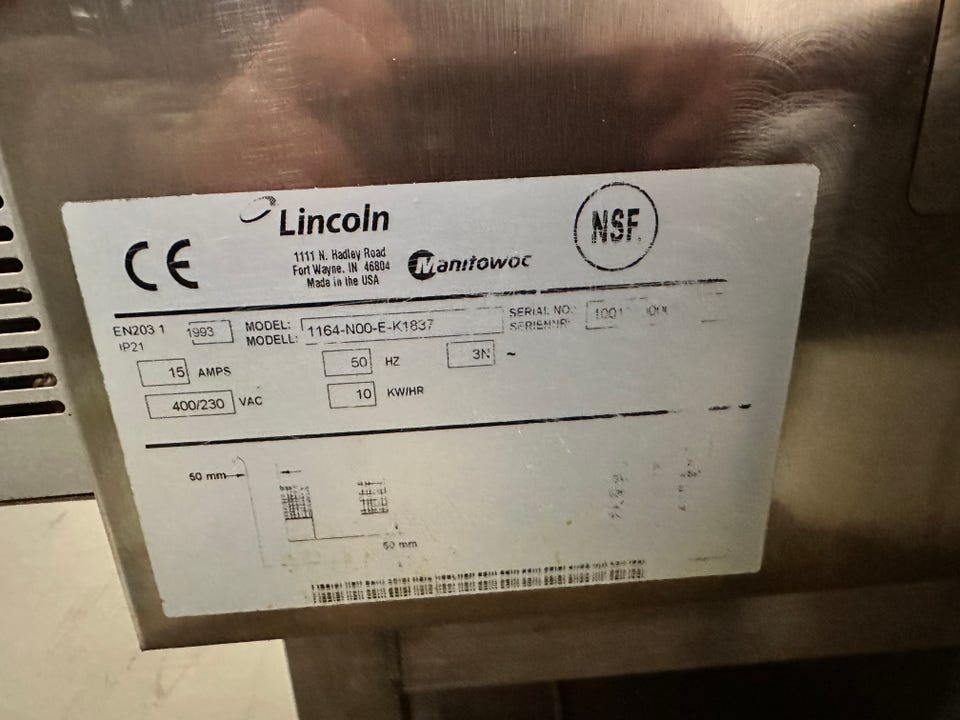 Lincoln
1111 N. Hadley Road
Fort Wayne, IN 46804
Made in the USA
CE
Manitowoc
NSF
EN203 1 1993
IP21
MODEL: 1164-N00-E-K1837
MODELL:
SERIAL NO.:
SERIENNR:
15 AMPS
50 HZ
3N ~
400/230 VAC
10 KW/HR
50 mm
50 mm